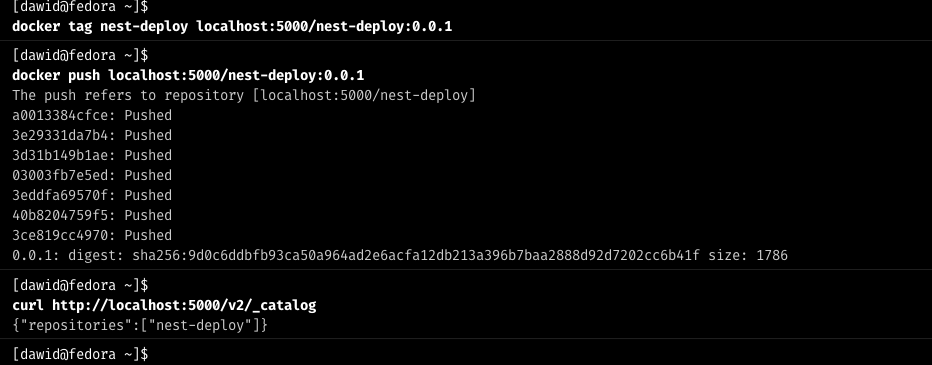 [dawid@fedora ~]$
docker tag nest-deploy localhost:5000/nest-deploy:0.0.1
[dawid@fedora ~]$
docker push localhost:5000/nest-deploy:0.0.1
The push refers to repository [localhost:5000/nest-deploy]
a0013384cfce: Pushed
3e29331da7b4: Pushed
3d31b149b1ae: Pushed
03003fb7e5ed: Pushed
3eddfa69570f: Pushed
40b8204759f5: Pushed
3ce819cc4970: Pushed
0.0.1: digest: sha256:9d0c6ddbfb93ca50a964ad2e6acfa12db213a396b7baa2888d92d7202cc6b41f size: 1786
[dawid@fedora ~]$
curl http://localhost:5000/v2/_catalog
{"repositories":["nest-deploy"]}
[dawid@fedora ~]$